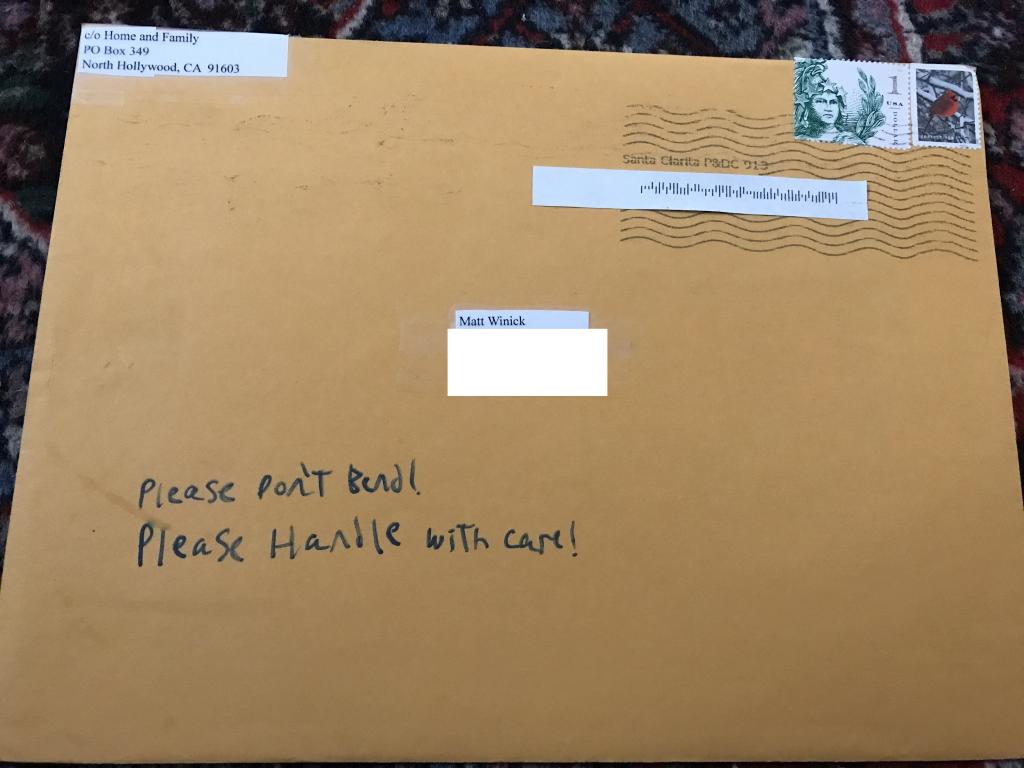 c/o Home and Family
PO Box 349
North Hollywood, CA 91603
1
USA
Santa Clarita P&DC 913
Matt Winick
Please Don't Bend!
Please Handle with care!